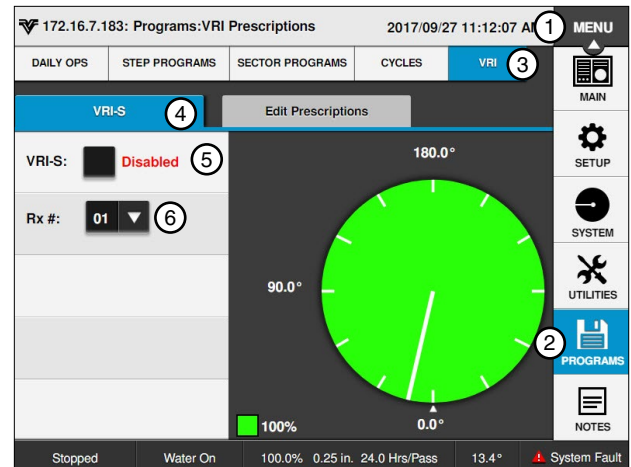 172.16.7.183: Programs:VRI Prescriptions 2017/09/27 11:12:07 1 MENU
DAILY OPS STEP PROGRAMS SECTOR PROGRAMS CYCLES VRI 3
MAIN
VRI-S 4 Edit Prescriptions
VRI-S: Disabled 5
180.0°
SETUP
Rx #: 01 6
SYSTEM
90.0°
UTILITIES
2
PROGRAMS
100% 0.0°
NOTES
Stopped Water On 100.0% 0.25 in. 24.0 Hrs/Pass 13.4° System Fault